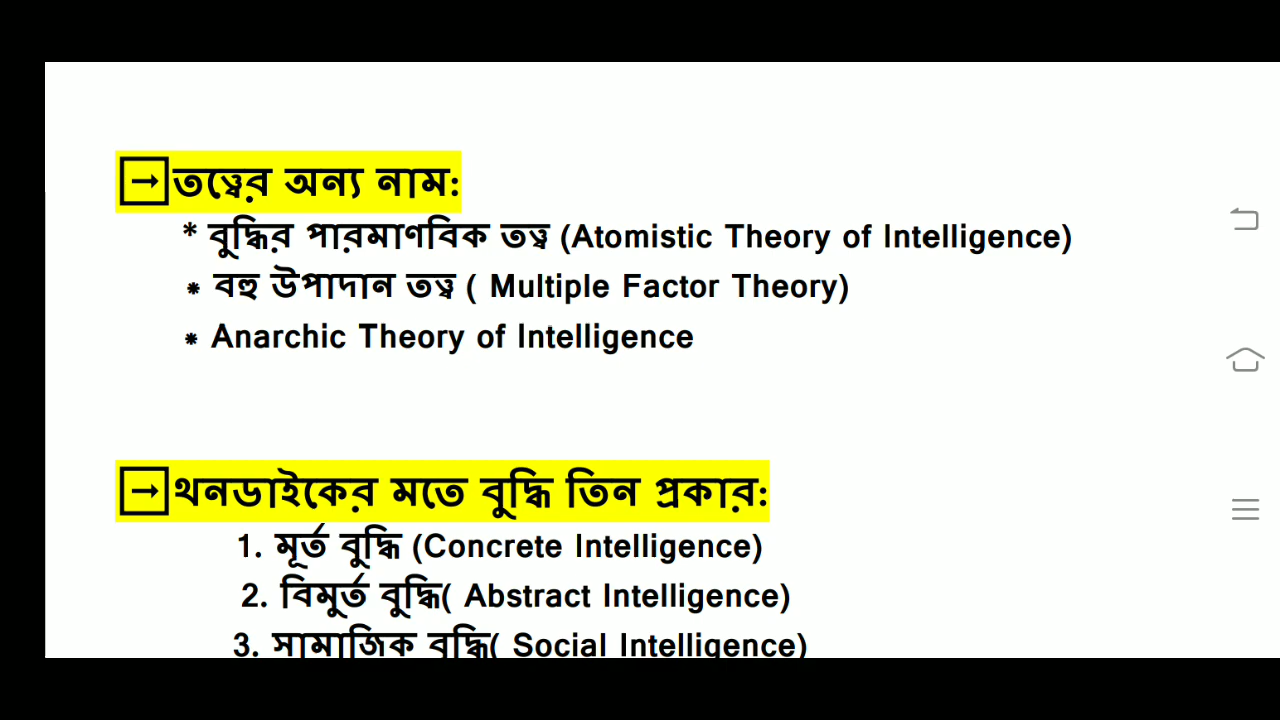 → তত্ত্বের অন্য নাম:
* বুদ্ধির পারমাণবিক তত্ত্ব (Atomistic Theory of Intelligence)
* বহু উপাদান তত্ত্ব ( Multiple Factor Theory)
* Anarchic Theory of Intelligence
→ থনডাইকের মতে বুদ্ধি তিন প্রকার:
1. মূর্ত বুদ্ধি (Concrete Intelligence)
2. বিমুর্ত বুদ্ধি( Abstract Intelligence)
3. সামাজিক বুদ্ধি( Social Intelligence)